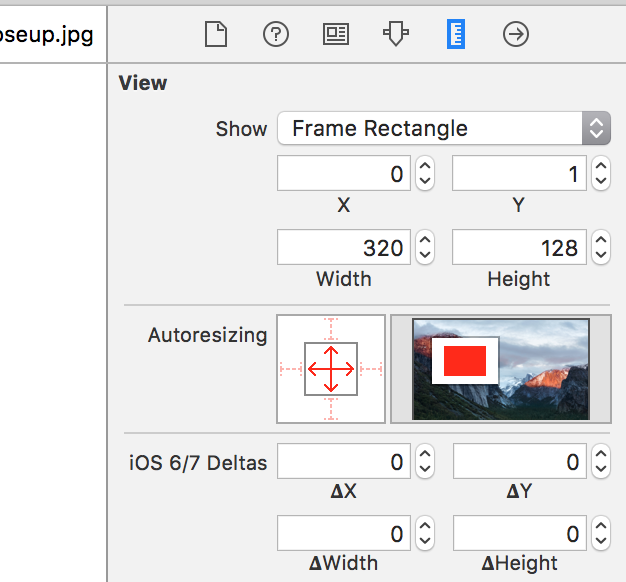 oseup.jpg
View
Show Frame Rectangle
0 1
X Y
320 128
Width Height
Autoresizing
iOS 6/7 Deltas 0 0
ΔX ΔY
0 0
ΔWidth ΔHeight